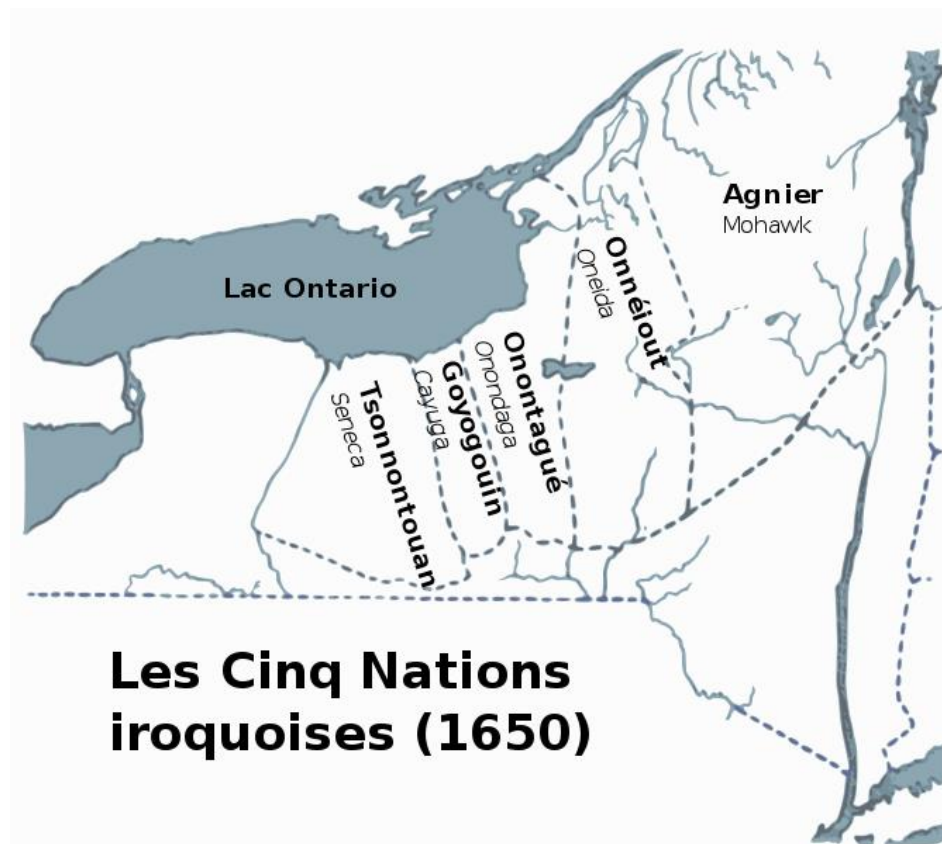 Agnier
Mohawk
Lac Ontario
Onnéiout
Oneida
Onontagué
Onondaga
Goyogouin
Cayuga
Tsonnontouan
Seneca
Les Cinq Nations
iroquoises (1650)